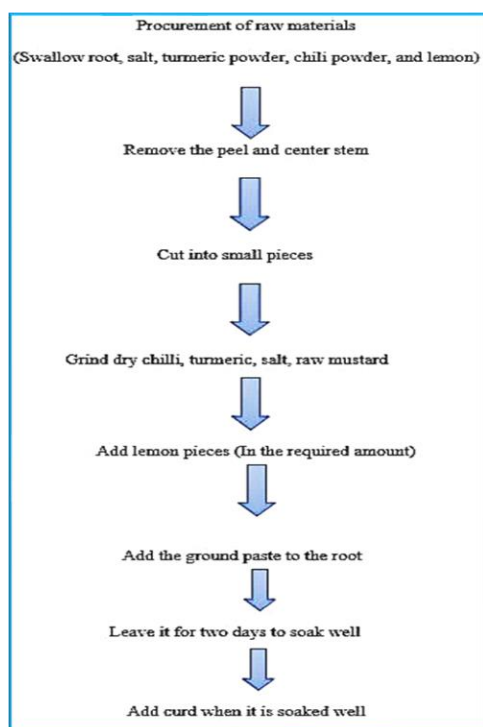 Procurement of raw materials
(Swallow root, salt, turmeric powder, chili powder, and lemon)
Remove the peel and center stem
Cut into small pieces
Grind dry chilli, turmeric, salt, raw mustard
Add lemon pieces (In the required amount)
Add the ground paste to the root
Leave it for two days to soak well
Add curd when it is soaked well